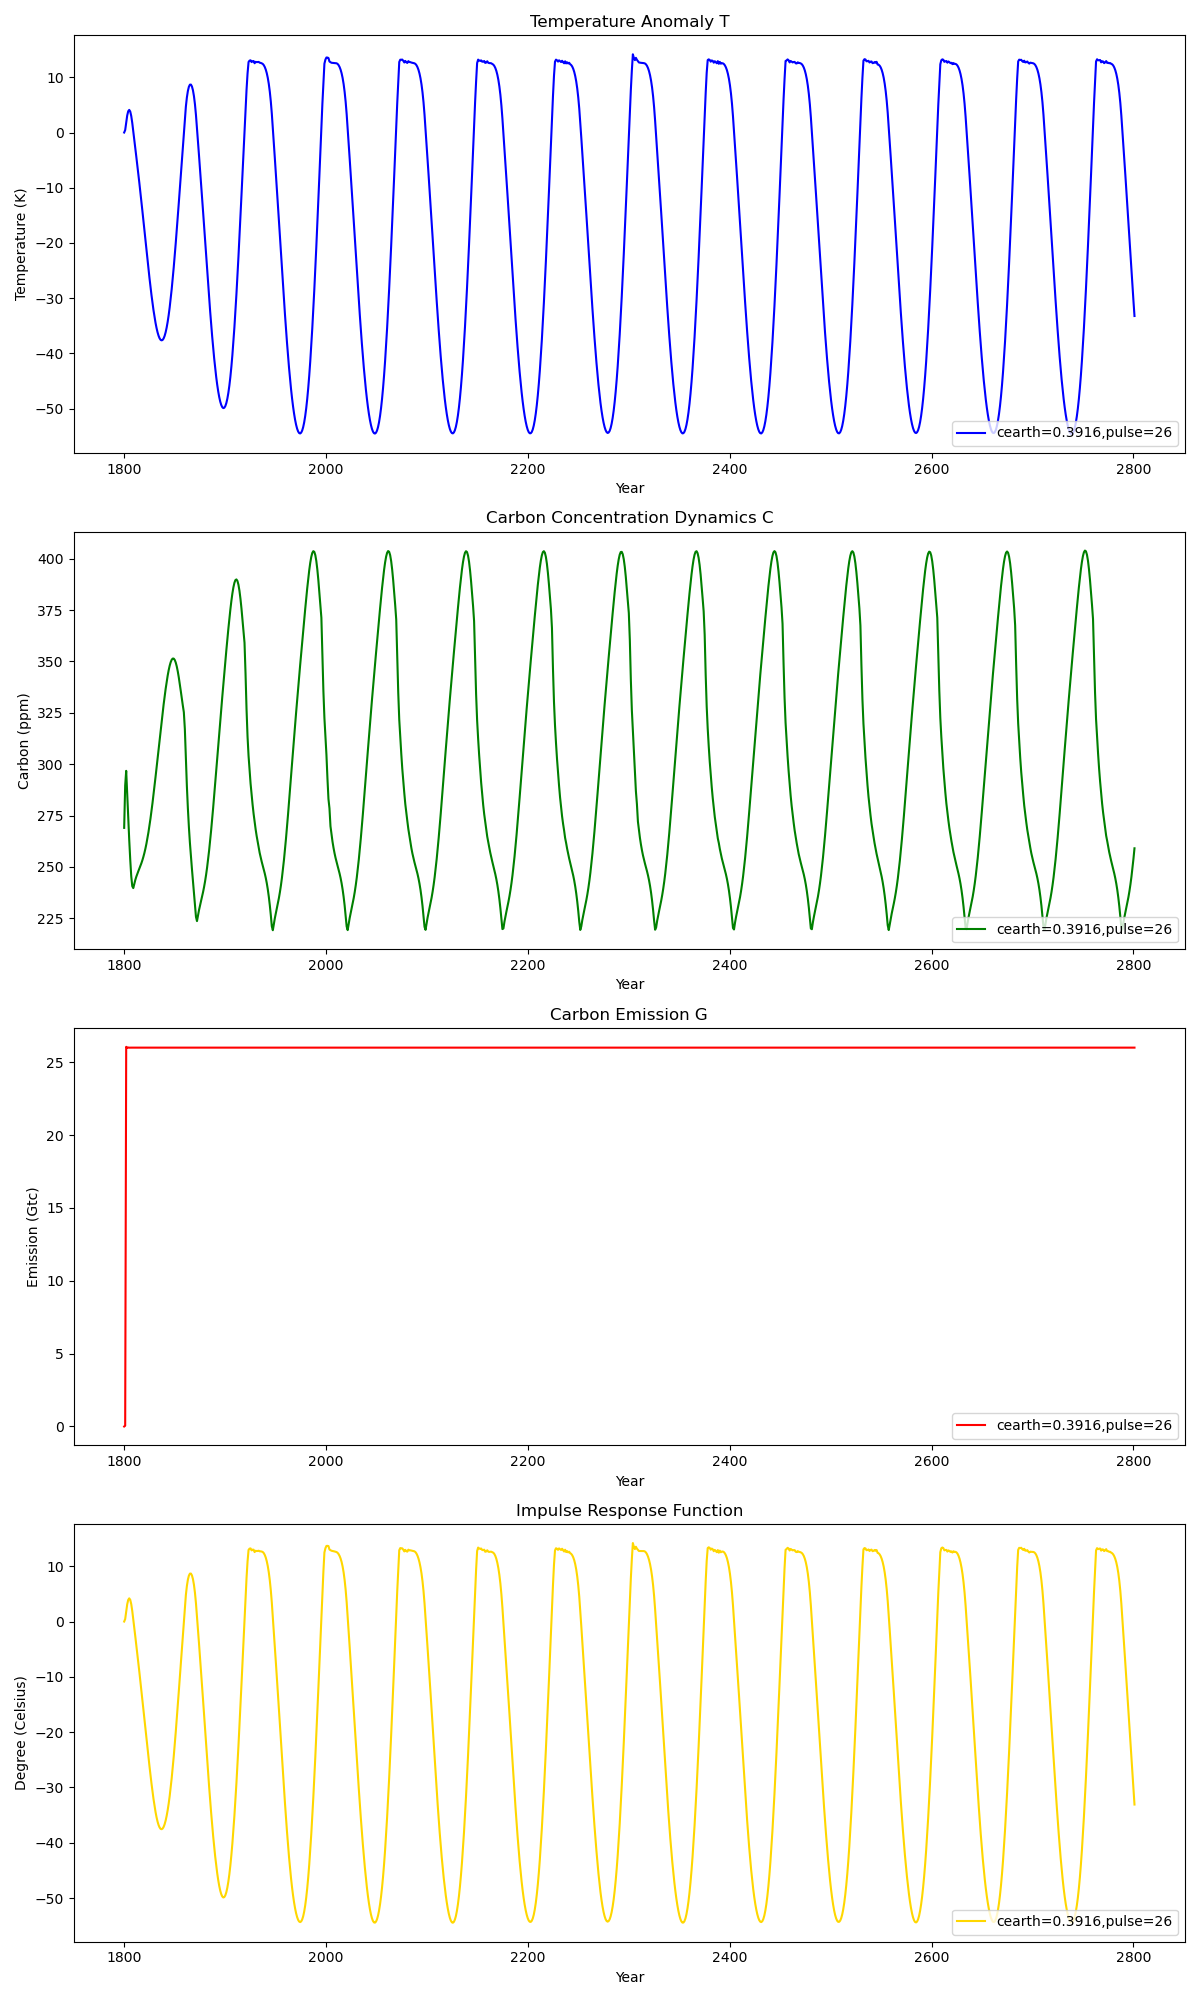 Temperature Anomaly T
10
0
−10
−20
−30
−40
−50
Temperature (K)
cearth=0.3916,pulse=26
1800 2000 2200 2400 2600 2800
Year
Carbon Concentration Dynamics C
400
375
350
325
300
275
250
225
Carbon (ppm)
cearth=0.3916,pulse=26
1800 2000 2200 2400 2600 2800
Year
Carbon Emission G
25
20
15
10
5
0
Emission (Gtc)
cearth=0.3916,pulse=26
1800 2000 2200 2400 2600 2800
Year
Impulse Response Function
10
0
−10
−20
−30
−40
−50
Degree (Celsius)
cearth=0.3916,pulse=26
1800 2000 2200 2400 2600 2800
Year